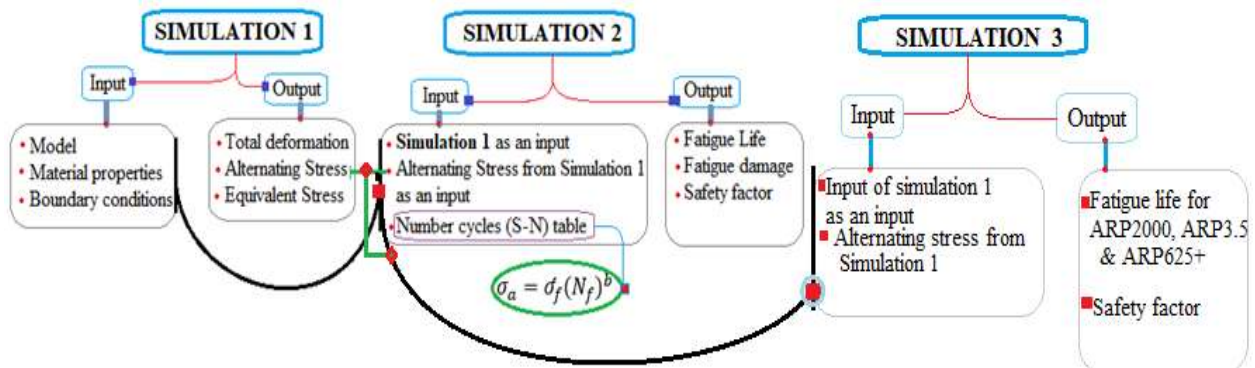 SIMULATION 1
Input
Output
Model
Material properties
Boundary conditions
Total deformation
Alternating Stress
Equivalent Stress
SIMULATION 2
Input
Output
Simulation 1 as an input
Alternating Stress from Simulation 1
as an input
Number cycles (S-N) table
σₐ = σ́_f(N_f)^b
Fatigue Life
Fatigue damage
Safety factor
SIMULATION 3
Input
Output
Input of simulation 1
as an input
Alternating stress from
Simulation 1
Fatigue life for
ARP2000, ARP3.5
& ARP625+
Safety factor